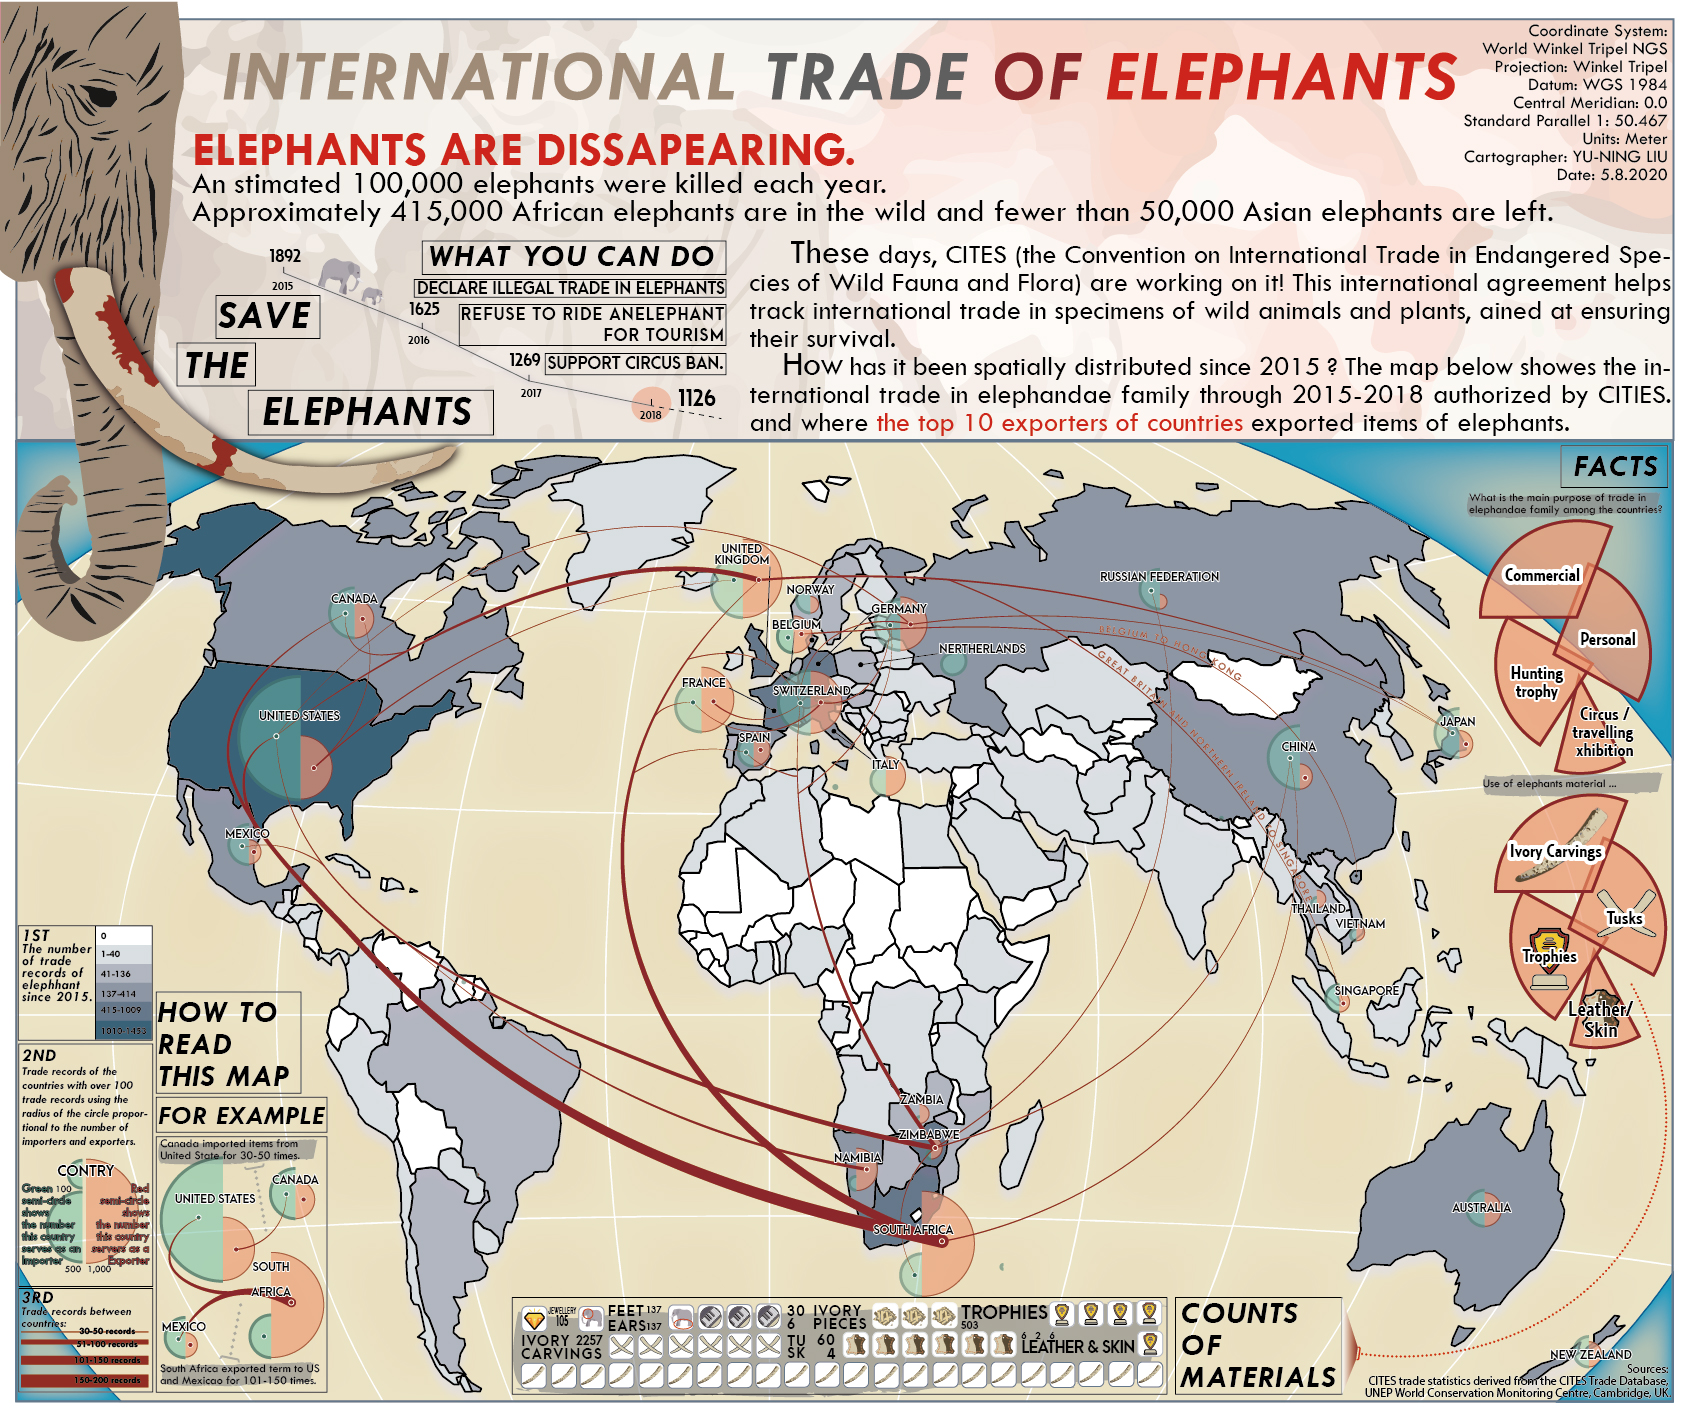 INTERNATIONAL TRADE OF ELEPHANTS
Coordinate System:
World Winkel Tripel NGS
Projection: Winkel Tripel
Datum: WGS 1984
Central Meridian: 0.0
Standard Parallel 1: 50.467
Units: Meter
Cartographer: YU-NING LIU
Date: 5.8.2020
ELEPHANTS ARE DISSAPEARING.
An stimated 100,000 elephants were killed each year.
Approximately 415,000 African elephants are in the wild and fewer than 50,000 Asian elephants are left.
1892
2015
1625
2016
1269
2017
1126
2018
SAVE
THE
ELEPHANTS
WHAT YOU CAN DO
DECLARE ILLEGAL TRADE IN ELEPHANTS
REFUSE TO RIDE ANELEPHANT
FOR TOURISM
SUPPORT CIRCUS BAN.
These days, CITES (the Convention on International Trade in Endangered Spe-
cies of Wild Fauna and Flora) are working on it! This international agreement helps
track international trade in specimens of wild animals and plants, ained at ensuring
their survival.
How has it been spatially distributed since 2015 ? The map below showes the in-
ternational trade in elephandae family through 2015-2018 authorized by CITIES.
and where the top 10 exporters of countries exported items of elephants.
FACTS
What is the main purpose of trade in
elephandae family among the countries?
Commercial
Personal
Hunting
trophy
Circus /
travelling
xhibition
Use of elephants material ...
Ivory Carvings
Tusks
Trophies
Leather/
Skin
UNITED
KINGDOM
NORWAY
GERMANY
BELGIUM
RUSSIAN FEDERATION
CANADA
NERTHERLANDS
FRANCE
SWITZERLAND
UNITED STATES
SPAIN
ITALY
JAPAN
CHINA
MEXICO
THAILAND
VIETNAM
SINGAPORE
ZAMBIA
ZIMBABWE
NAMIBIA
SOUTH AFRICA
AUSTRALIA
NEW ZEALAND
BELGIUM TO HONG KONG
GREAT BRITAIN AND NORTHERN IRELAND TO SINGAPORE
1ST
The number
of trade
records of
elephhant
since 2015.
0
1-40
41-136
137-414
415-1009
1010-1453
2ND
Trade records of the
countries with over 100
trade records using the
radius of the circle propor-
tional to the number of
importers and exporters.
CONTRY
100
Green
semi-circle
shows
the number
this country
serves as an
Importer
Red
semi-circle
shows
the number
this country
servers as a
Exporter
500 1,000
3RD
Trade records between
countries:
30-50 records
51-100 records
101-150 records
150-200 records
HOW TO
READ
THIS MAP
FOR EXAMPLE
Canada imported items from
United State for 30-50 times.
CANADA
UNITED STATES
SOUTH
AFRICA
MEXICO
South Africa exported term to US
and Mexicao for 101-150 times.
JEWELLERY
105
FEET 137
EARS 137
30
6
IVORY
PIECES
TROPHIES
503
IVORY 2257
CARVINGS
TU
SK
60
4
6 2 6
LEATHER & SKIN
COUNTS
OF
MATERIALS
Sources:
CITES trade statistics derived from the CITES Trade Database,
UNEP World Conservation Monitoring Centre, Cambridge, UK